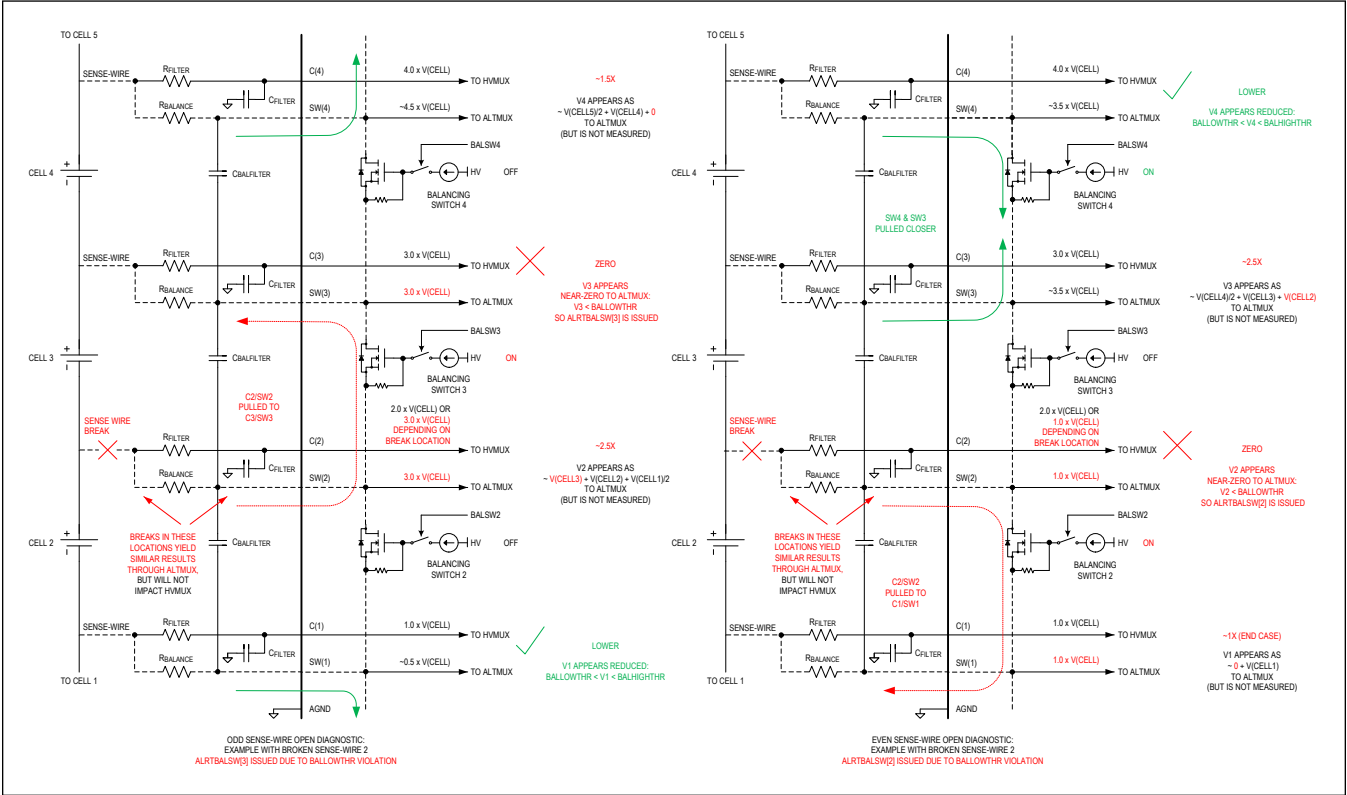 TO CELL 5
SENSE-WIRE
RFILTER
C(4)
4.0 x V(CELL)
TO HVMUX
RBALANCE
CFILTER
SW(4)
~4.5 x V(CELL)
TO ALTMUX
~1.5X
V4 APPEARS AS
~ V(CELL5)/2 + V(CELL4) + 0
TO ALTMUX
(BUT IS NOT MEASURED)
BALSW4
CELL 4
+
-
CBALFILTER
HV
OFF
BALANCING
SWITCH 4
SENSE-WIRE
RFILTER
C(3)
3.0 x V(CELL)
TO HVMUX
RBALANCE
CFILTER
SW(3)
3.0 x V(CELL)
TO ALTMUX
ZERO
V3 APPEARS
NEAR-ZERO TO ALTMUX:
V3 < BALLOWTHR
SO ALRTBALSW[3] IS ISSUED
BALSW3
CELL 3
+
-
CBALFILTER
HV
ON
BALANCING
SWITCH 3
C2/SW2
PULLED TO
C3/SW3
2.0 x V(CELL) OR
3.0 x V(CELL)
DEPENDING ON
BREAK LOCATION
SENSE WIRE
BREAK
RFILTER
C(2)
TO HVMUX
RBALANCE
CFILTER
SW(2)
3.0 x V(CELL)
TO ALTMUX
~2.5X
V2 APPEARS AS
~ V(CELL3) + V(CELL2) + V(CELL1)/2
TO ALTMUX
(BUT IS NOT MEASURED)
BALSW2
CELL 2
+
-
BREAKS IN THESE
LOCATIONS YIELD
SIMILAR RESULTS
THROUGH ALTMUX,
BUT WILL NOT
IMPACT HVMUX
CBALFILTER
HV
OFF
BALANCING
SWITCH 2
SENSE-WIRE
RFILTER
C(1)
1.0 x V(CELL)
TO HVMUX
RBALANCE
CFILTER
SW(1)
~0.5 x V(CELL)
TO ALTMUX
LOWER
V1 APPEARS REDUCED:
BALLOWTHR < V1 < BALHIGHTHR
TO CELL 1
AGND
ODD SENSE-WIRE OPEN DIAGNOSTIC:
EXAMPLE WITH BROKEN SENSE-WIRE 2
ALRTBALSW[3] ISSUED DUE TO BALLOWTHR VIOLATION
TO CELL 5
SENSE-WIRE
RFILTER
C(4)
4.0 x V(CELL)
TO HVMUX
RBALANCE
CFILTER
SW(4)
~3.5 x V(CELL)
TO ALTMUX
LOWER
V4 APPEARS REDUCED:
BALLOWTHR < V4 < BALHIGHTHR
BALSW4
CELL 4
+
-
CBALFILTER
HV
ON
BALANCING
SWITCH 4
SW4 & SW3
PULLED CLOSER
SENSE-WIRE
RFILTER
C(3)
3.0 x V(CELL)
TO HVMUX
RBALANCE
CFILTER
SW(3)
~3.5 x V(CELL)
TO ALTMUX
~2.5X
V3 APPEARS AS
~ V(CELL4)/2 + V(CELL3) + V(CELL2)
TO ALTMUX
(BUT IS NOT MEASURED)
BALSW3
CELL 3
+
-
CBALFILTER
HV
OFF
BALANCING
SWITCH 3
2.0 x V(CELL) OR
1.0 x V(CELL)
DEPENDING ON
BREAK LOCATION
SENSE-WIRE
BREAK
RFILTER
C(2)
TO HVMUX
RBALANCE
CFILTER
SW(2)
1.0 x V(CELL)
TO ALTMUX
ZERO
V2 APPEARS
NEAR-ZERO TO ALTMUX:
V2 < BALLOWTHR
SO ALRTBALSW[2] IS ISSUED
BALSW2
CELL 2
+
-
BREAKS IN THESE
LOCATIONS YIELD
SIMILAR RESULTS
THROUGH ALTMUX,
BUT WILL NOT
IMPACT HVMUX
CBALFILTER
HV
ON
BALANCING
SWITCH 2
C2/SW2
PULLED TO
C1/SW1
SENSE-WIRE
RFILTER
C(1)
1.0 x V(CELL)
TO HVMUX
RBALANCE
CFILTER
SW(1)
1.0 x V(CELL)
TO ALTMUX
~1X (END CASE)
V1 APPEARS AS
~ 0 + V(CELL1)
TO ALTMUX
(BUT IS NOT MEASURED)
TO CELL 1
AGND
EVEN SENSE-WIRE OPEN DIAGNOSTIC:
EXAMPLE WITH BROKEN SENSE-WIRE 2
ALRTBALSW[2] ISSUED DUE TO BALLOWTHR VIOLATION